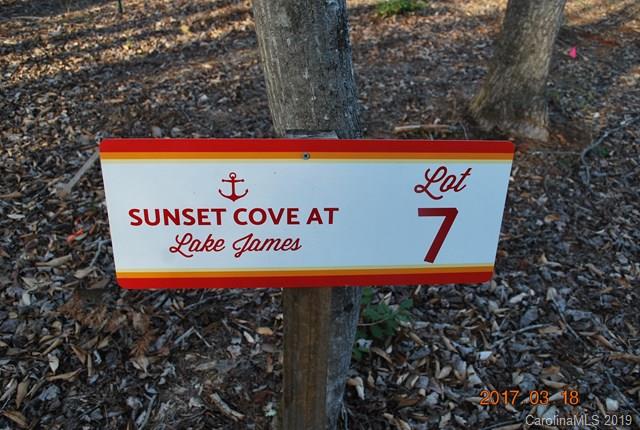 SUNSET COVE AT
Lake James
Lot
7
2017 03 18
CarolinaMLS 2019